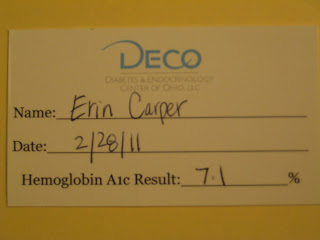 DECO
DIABETES & ENDOCRINOLOGY
CENTER OF OHIO, LLC
Name: Erin Carper
Date: 2/28/11
Hemoglobin A1c Result: 7.1 %